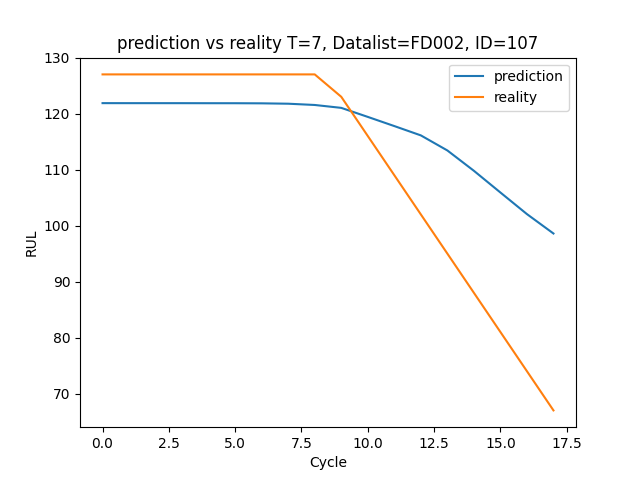 prediction vs reality T=7, Datalist=FD002, ID=107
prediction
reality
RUL
130
120
110
100
90
80
70
0.0 2.5 5.0 7.5 10.0 12.5 15.0 17.5
Cycle